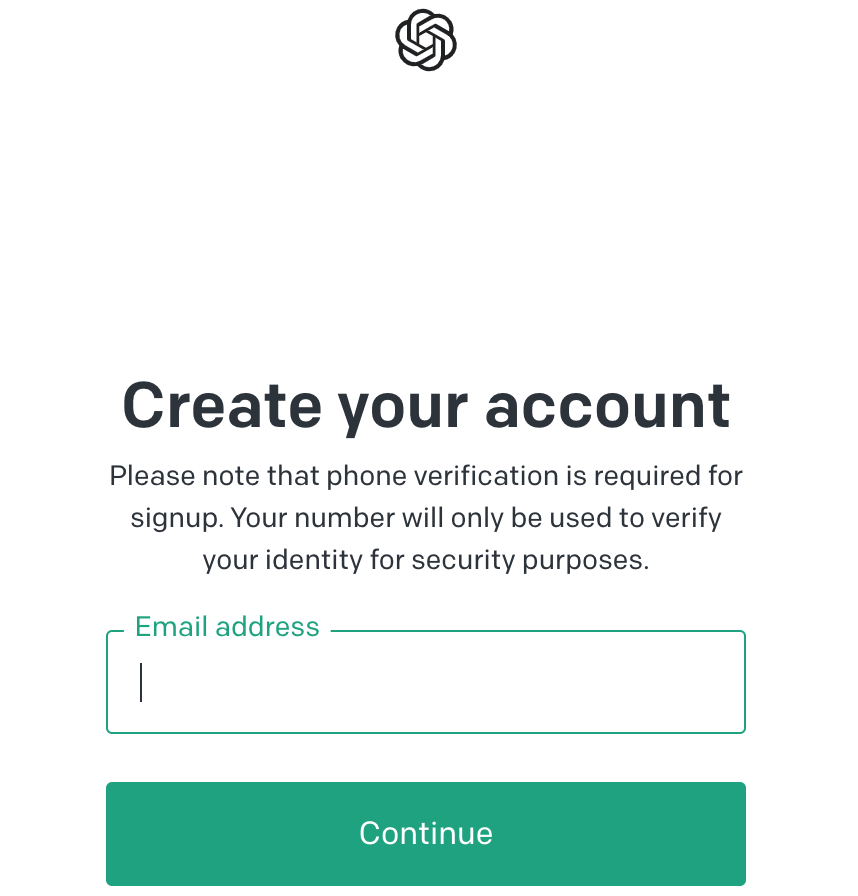 Create your account
Please note that phone verification is required for
signup. Your number will only be used to verify
your identity for security purposes.
Email address
Continue